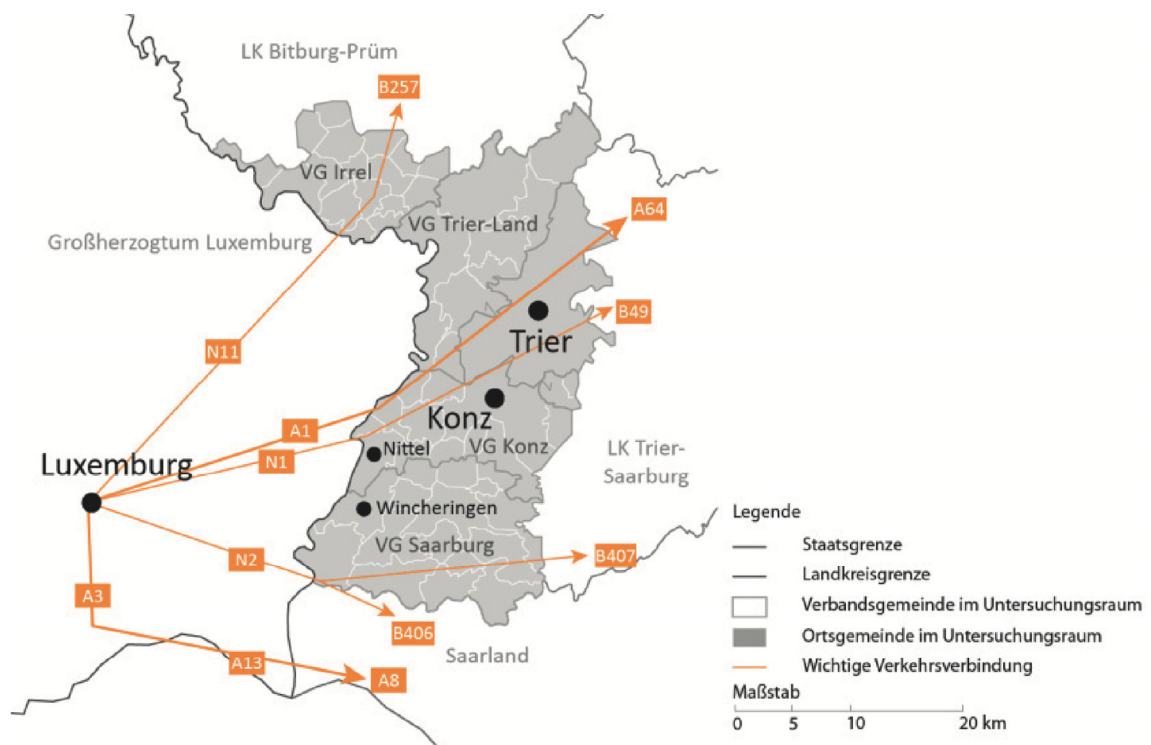 LK Bitburg-Prüm
B257
VG Irrel
A64
VG Trier-Land
Großherzogtum Luxemburg
B49
Trier
N11
Konz
A1
VG Konz
Nittel
N1
LK Trier-
Saarburg
Luxemburg
Wincheringen
VG Saarburg
N2
B407
A3
B406
Saarland
A13
A8
Legende
Staatsgrenze
Landkreisgrenze
Verbandsgemeinde im Untersuchungsraum
Ortsgemeinde im Untersuchungsraum
Wichtige Verkehrsverbindung
Maßstab
0 5 10 20 km